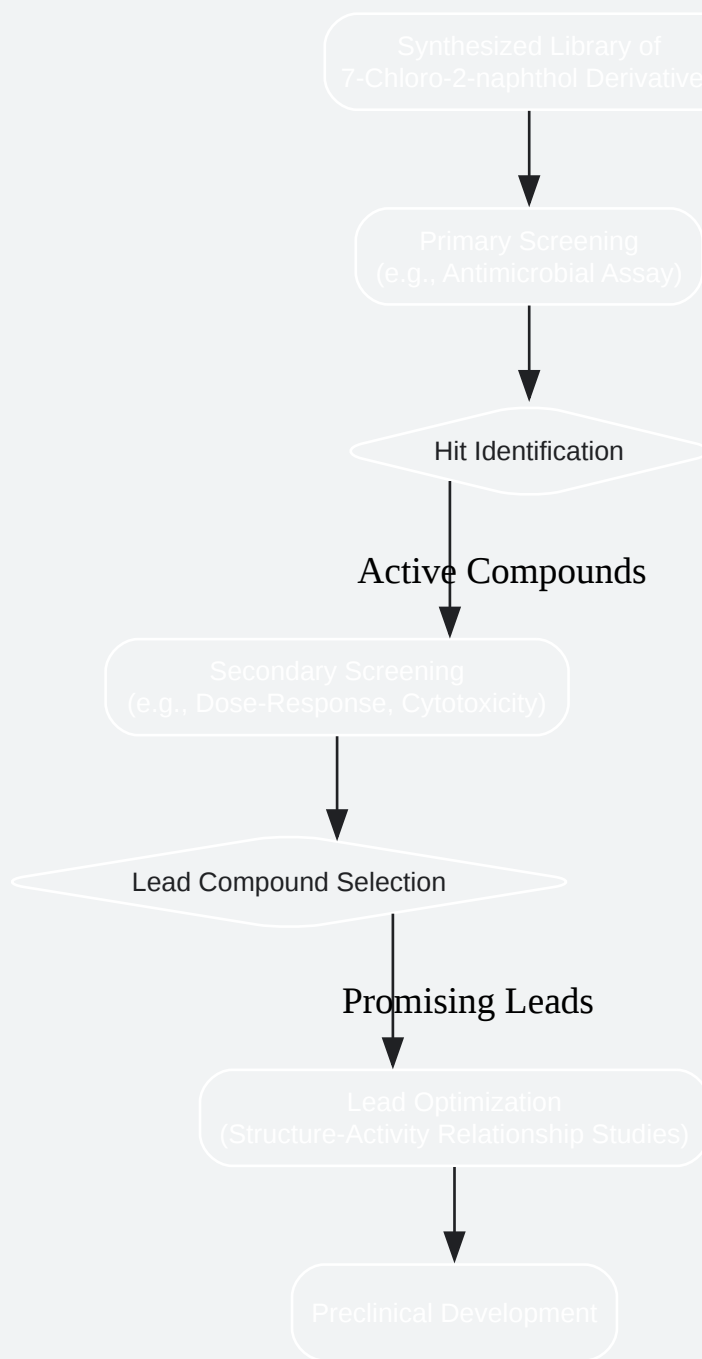 Synthesized Library of
7-Chloro-2-naphthol Derivative
Primary Screening
(e.g., Antimicrobial Assay)
Hit Identification
Active Compounds
Secondary Screening
(e.g., Dose-Response, Cytotoxicity)
Lead Compound Selection
Promising Leads
Lead Optimization
(Structure-Activity Relationship Studies)
Preclinical Development